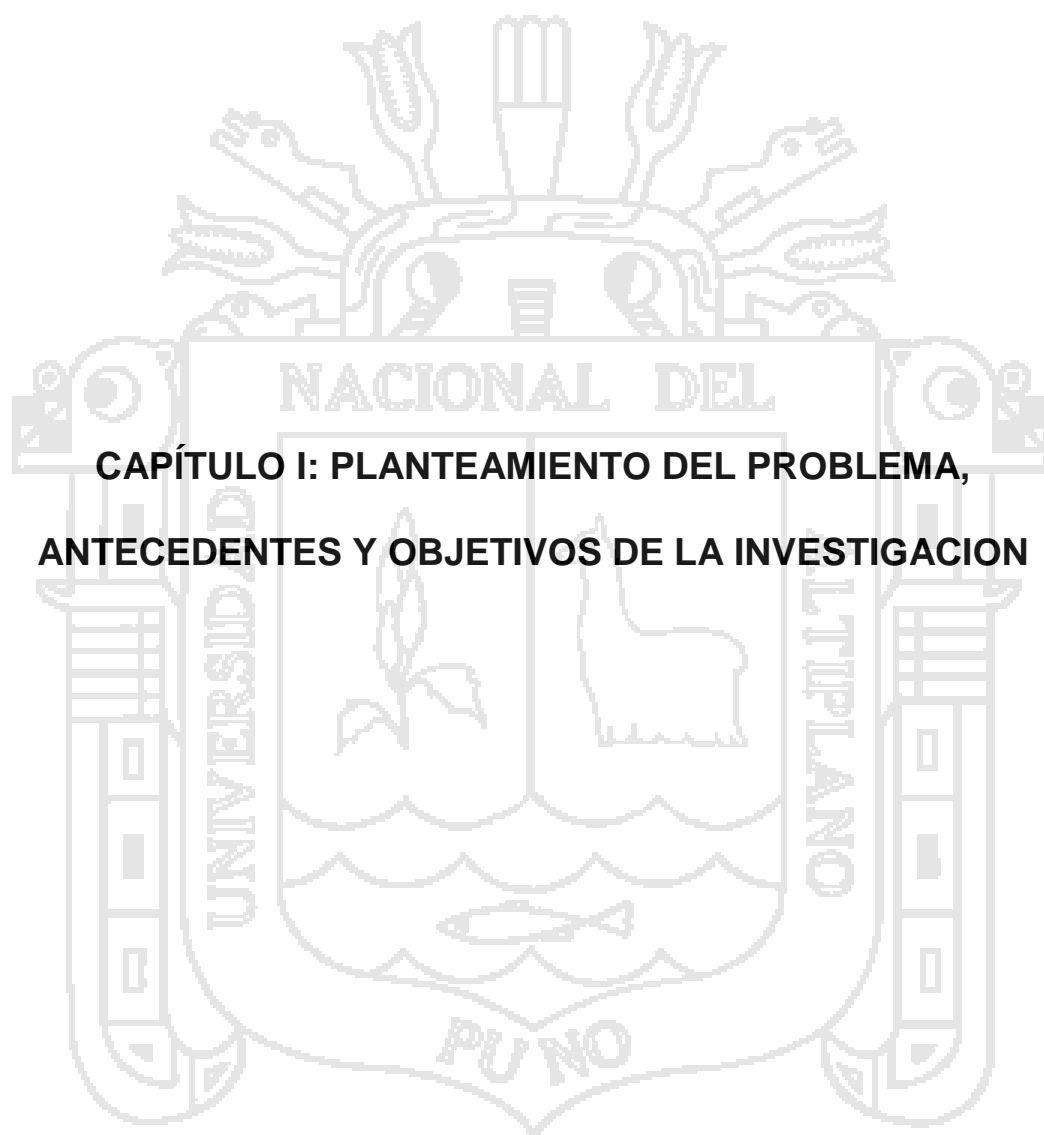 NACIONAL DEL
CAPÍTULO I: PLANTEAMIENTO DEL PROBLEMA,
ANTECEDENTES Y OBJETIVOS DE LA INVESTIGACION
UNIVERSIDAD
ALTIPLANO
PUNO